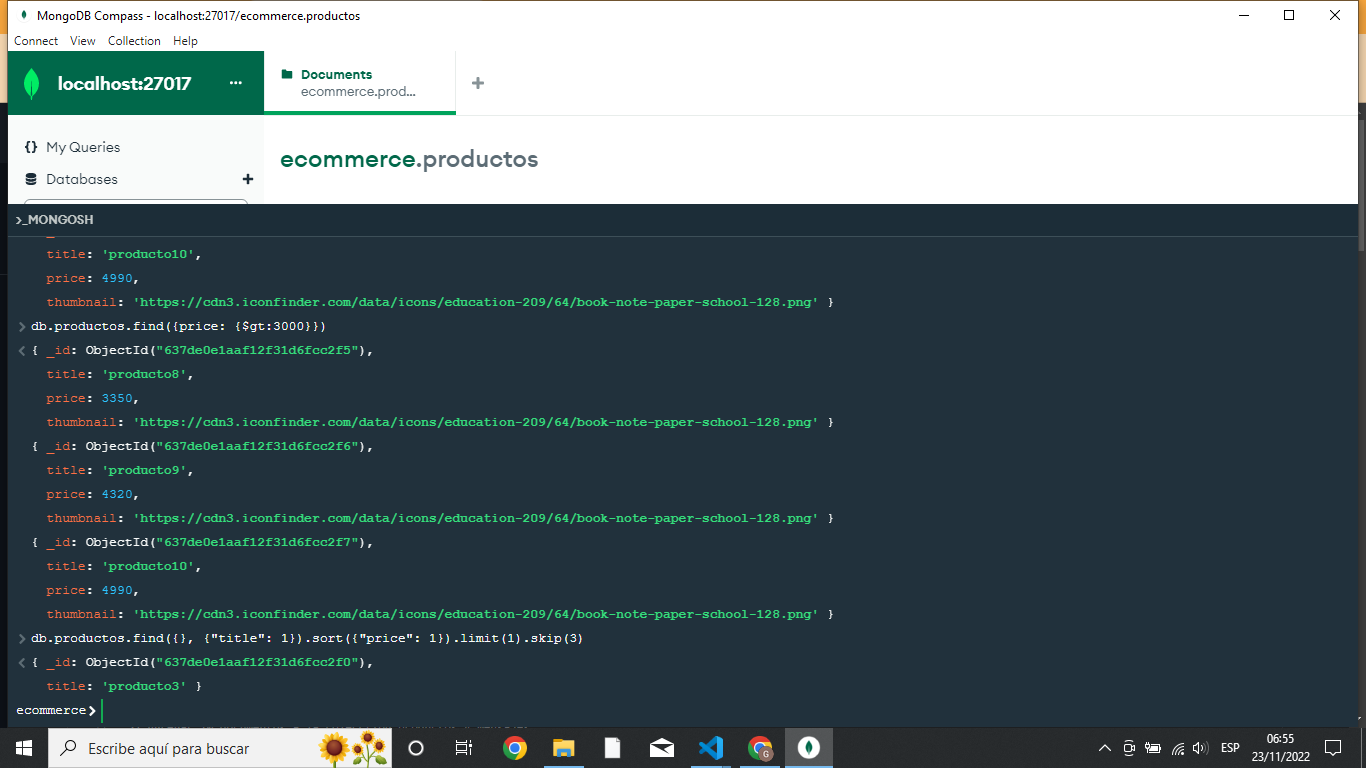 MongoDB Compass - localhost:27017/ecommerce.productos
Connect View Collection Help
localhost:27017 ...
Documents
ecommerce.prod...
{} My Queries
Databases +
ecommerce.productos
>_MONGOSH
title: 'producto10',
price: 4990,
thumbnail: 'https://cdn3.iconfinder.com/data/icons/education-209/64/book-note-paper-school-128.png' }
> db.productos.find({price: {$gt:3000}})
< { _id: ObjectId("637de0e1aaf12f31d6fcc2f5"),
title: 'producto8',
price: 3350,
thumbnail: 'https://cdn3.iconfinder.com/data/icons/education-209/64/book-note-paper-school-128.png' }
{ _id: ObjectId("637de0e1aaf12f31d6fcc2f6"),
title: 'producto9',
price: 4320,
thumbnail: 'https://cdn3.iconfinder.com/data/icons/education-209/64/book-note-paper-school-128.png' }
{ _id: ObjectId("637de0e1aaf12f31d6fcc2f7"),
title: 'producto10',
price: 4990,
thumbnail: 'https://cdn3.iconfinder.com/data/icons/education-209/64/book-note-paper-school-128.png' }
> db.productos.find({}, {"title": 1}).sort({"price": 1}).limit(1).skip(3)
< { _id: ObjectId("637de0e1aaf12f31d6fcc2f0"),
title: 'producto3' }
ecommerce>
Escribe aquí para buscar
G
ESP
06:55
23/11/2022